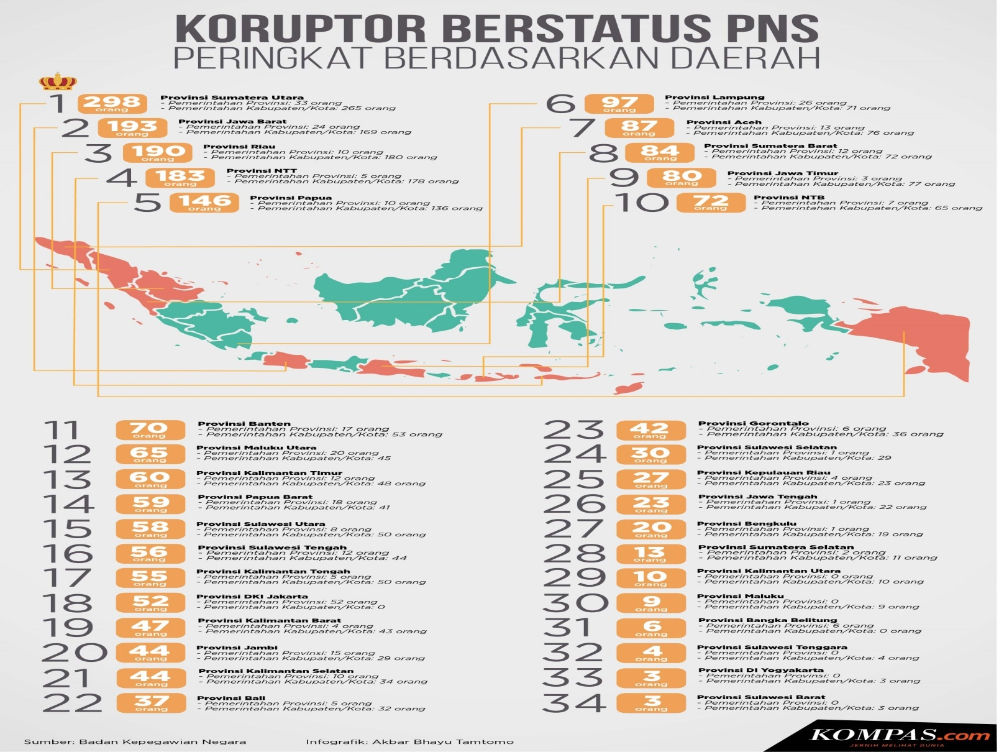 KORUPTOR BERSTATUS PNS
PERINGKAT BERDASARKAN DAERAH
1
298
orang
Provinsi Sumatera Utara
- Pemerintahan Provinsi: 33 orang
- Pemerintahan Kabupaten/Kota: 265 orang
2
193
orang
Provinsi Jawa Barat
- Pemerintahan Provinsi: 24 orang
- Pemerintahan Kabupaten/Kota: 169 orang
3
190
orang
Provinsi Riau
- Pemerintahan Provinsi: 10 orang
- Pemerintahan Kabupaten/Kota: 180 orang
4
183
orang
Provinsi NTT
- Pemerintahan Provinsi: 5 orang
- Pemerintahan Kabupaten/Kota: 178 orang
5
146
orang
Provinsi Papua
- Pemerintahan Provinsi: 10 orang
- Pemerintahan Kabupaten/Kota: 136 orang
6
97
orang
Provinsi Lampung
- Pemerintahan Provinsi: 26 orang
- Pemerintahan Kabupaten/Kota: 71 orang
7
87
orang
Provinsi Aceh
- Pemerintahan Provinsi: 13 orang
- Pemerintahan Kabupaten/Kota: 76 orang
8
84
orang
Provinsi Sumatera Barat
- Pemerintahan Provinsi: 12 orang
- Pemerintahan Kabupaten/Kota: 72 orang
9
80
orang
Provinsi Jawa Timur
- Pemerintahan Provinsi: 3 orang
- Pemerintahan Kabupaten/Kota: 77 orang
10
72
orang
Provinsi NTB
- Pemerintahan Provinsi: 7 orang
- Pemerintahan Kabupaten/Kota: 65 orang
11
70
orang
Provinsi Banten
- Pemerintahan Provinsi: 17 orang
- Pemerintahan Kabupaten/Kota: 53 orang
12
65
orang
Provinsi Maluku Utara
- Pemerintahan Provinsi: 20 orang
- Pemerintahan Kabupaten/Kota: 45
13
60
orang
Provinsi Kalimantan Timur
- Pemerintahan Provinsi: 12 orang
- Pemerintahan Kabupaten/Kota: 48 orang
14
59
orang
Provinsi Papua Barat
- Pemerintahan Provinsi: 18 orang
- Pemerintahan Kabupaten/Kota: 41
15
58
orang
Provinsi Sulawesi Utara
- Pemerintahan Provinsi: 8 orang
- Pemerintahan Kabupaten/Kota: 50 orang
16
56
orang
Provinsi Sulawesi Tengah
- Pemerintahan Provinsi: 12 orang
- Pemerintahan Kabupaten/Kota: 44
17
55
orang
Provinsi Kalimantan Tengah
- Pemerintahan Provinsi: 5 orang
- Pemerintahan Kabupaten/Kota: 50 orang
18
52
orang
Provinsi DKI Jakarta
- Pemerintahan Provinsi: 52 orang
- Pemerintahan Kabupaten/Kota: 0
19
47
orang
Provinsi Kalimantan Barat
- Pemerintahan Provinsi: 4 orang
- Pemerintahan Kabupaten/Kota: 43 orang
20
44
orang
Provinsi Jambi
- Pemerintahan Provinsi: 15 orang
- Pemerintahan Kabupaten/Kota: 29 orang
21
44
orang
Provinsi Kalimantan Selatan
- Pemerintahan Provinsi: 10 orang
- Pemerintahan Kabupaten/Kota: 34 orang
22
37
orang
Provinsi Bali
- Pemerintahan Provinsi: 5 orang
- Pemerintahan Kabupaten/Kota: 32 orang
23
42
orang
Provinsi Gorontalo
- Pemerintahan Provinsi: 6 orang
- Pemerintahan Kabupaten/Kota: 36 orang
24
30
orang
Provinsi Sulawesi Selatan
- Pemerintahan Provinsi: 1 orang
- Pemerintahan Kabupaten/Kota: 29
25
27
orang
Provinsi Kepulauan Riau
- Pemerintahan Provinsi: 4 orang
- Pemerintahan Kabupaten/Kota: 23 orang
26
23
orang
Provinsi Jawa Tengah
- Pemerintahan Provinsi: 1 orang
- Pemerintahan Kabupaten/Kota: 22 orang
27
20
orang
Provinsi Bengkulu
- Pemerintahan Provinsi: 1 orang
- Pemerintahan Kabupaten/Kota: 19 orang
28
13
orang
Provinsi Sumatera Selatan
- Pemerintahan Provinsi: 2 orang
- Pemerintahan Kabupaten/Kota: 11 orang
29
10
orang
Provinsi Kalimantan Utara
- Pemerintahan Provinsi: 0 orang
- Pemerintahan Kabupaten/Kota: 10 orang
30
9
orang
Provinsi Maluku
- Pemerintahan Provinsi: 0
- Pemerintahan Kabupaten/Kota: 9 orang
31
6
orang
Provinsi Bangka Belitung
- Pemerintahan Provinsi: 6 orang
- Pemerintahan Kabupaten/Kota: 0 orang
32
4
orang
Provinsi Sulawesi Tenggara
- Pemerintahan Provinsi: 0
- Pemerintahan Kabupaten/Kota: 4 orang
33
3
orang
Provinsi DI Yogyakarta
- Pemerintahan Provinsi: 0
- Pemerintahan Kabupaten/Kota: 3 orang
34
3
orang
Provinsi Sulawesi Barat
- Pemerintahan Provinsi: 0
- Pemerintahan Kabupaten/Kota: 3 orang
Sumber: Badan Kepegawian Negara
Infografik: Akbar Bhayu Tamtomo
KOMPAS.com
JERNIH MELIHAT DUNIA